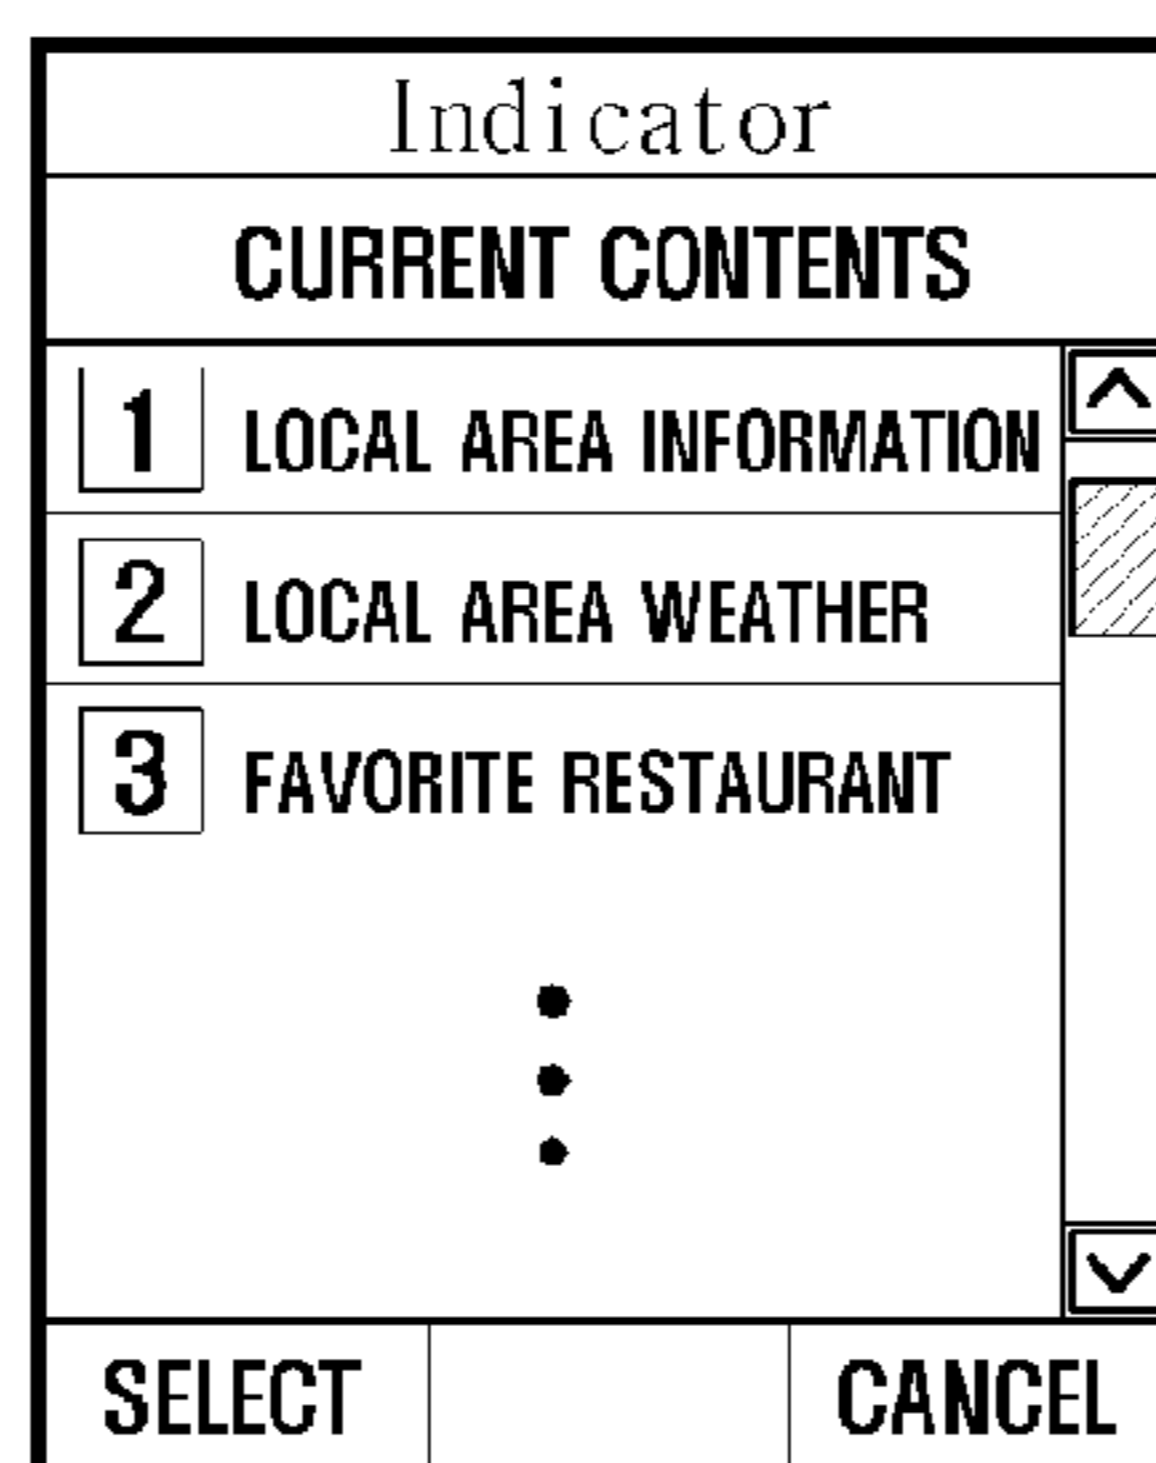 Indicator
CURRENT CONTENTS
1 LOCAL AREA INFORMATION
2 LOCAL AREA WEATHER
3 FAVORITE RESTAURANT
SELECT CANCEL